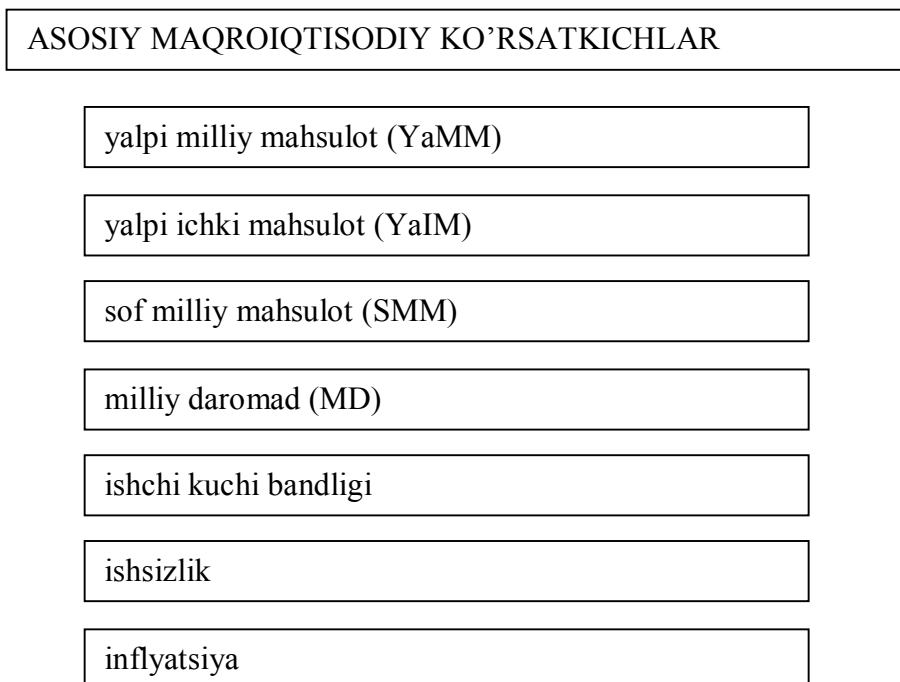 ASOSIY MAQROIQTISODIY KO’RSATKICHLAR
yalpi milliy mahsulot (YaMM)
yalpi ichki mahsulot (YaIM)
sof milliy mahsulot (SMM)
milliy daromad (MD)
ishchi kuchi bandligi
ishsizlik
inflyatsiya